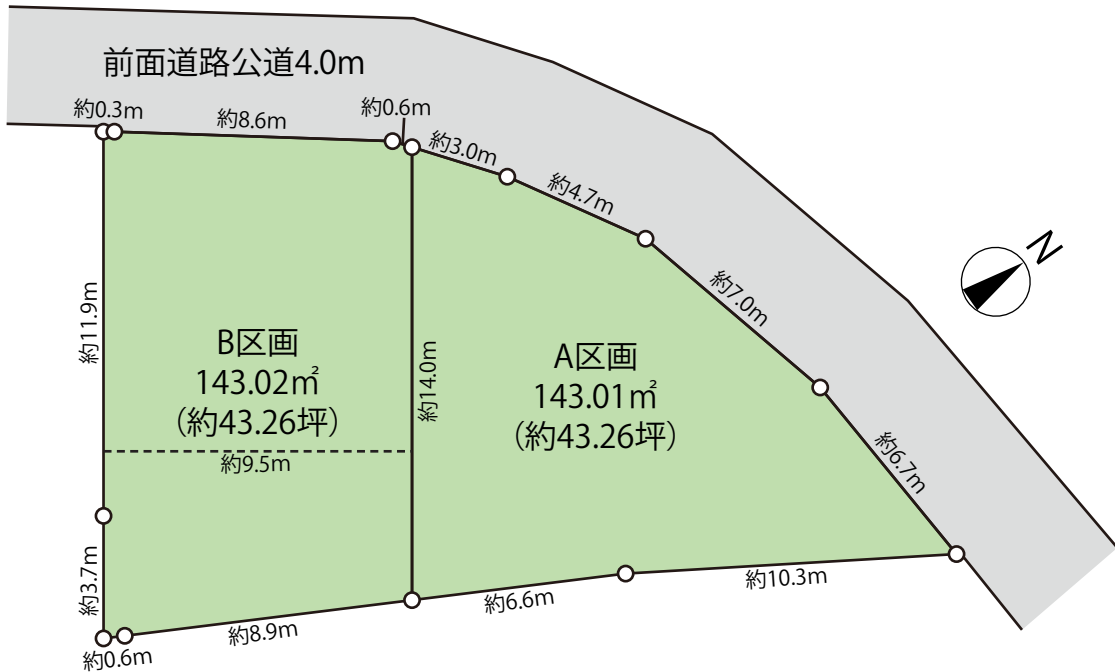 前面道路公道4.0m
約0.3m
約8.6m
約0.6m
約3.0m
約4.7m
約7.0m
約6.7m
N
約11.9m
B区画
143.02㎡
（約43.26坪）
約9.5m
約14.0m
A区画
143.01㎡
（約43.26坪）
約3.7m
約0.6m
約8.9m
約6.6m
約10.3m